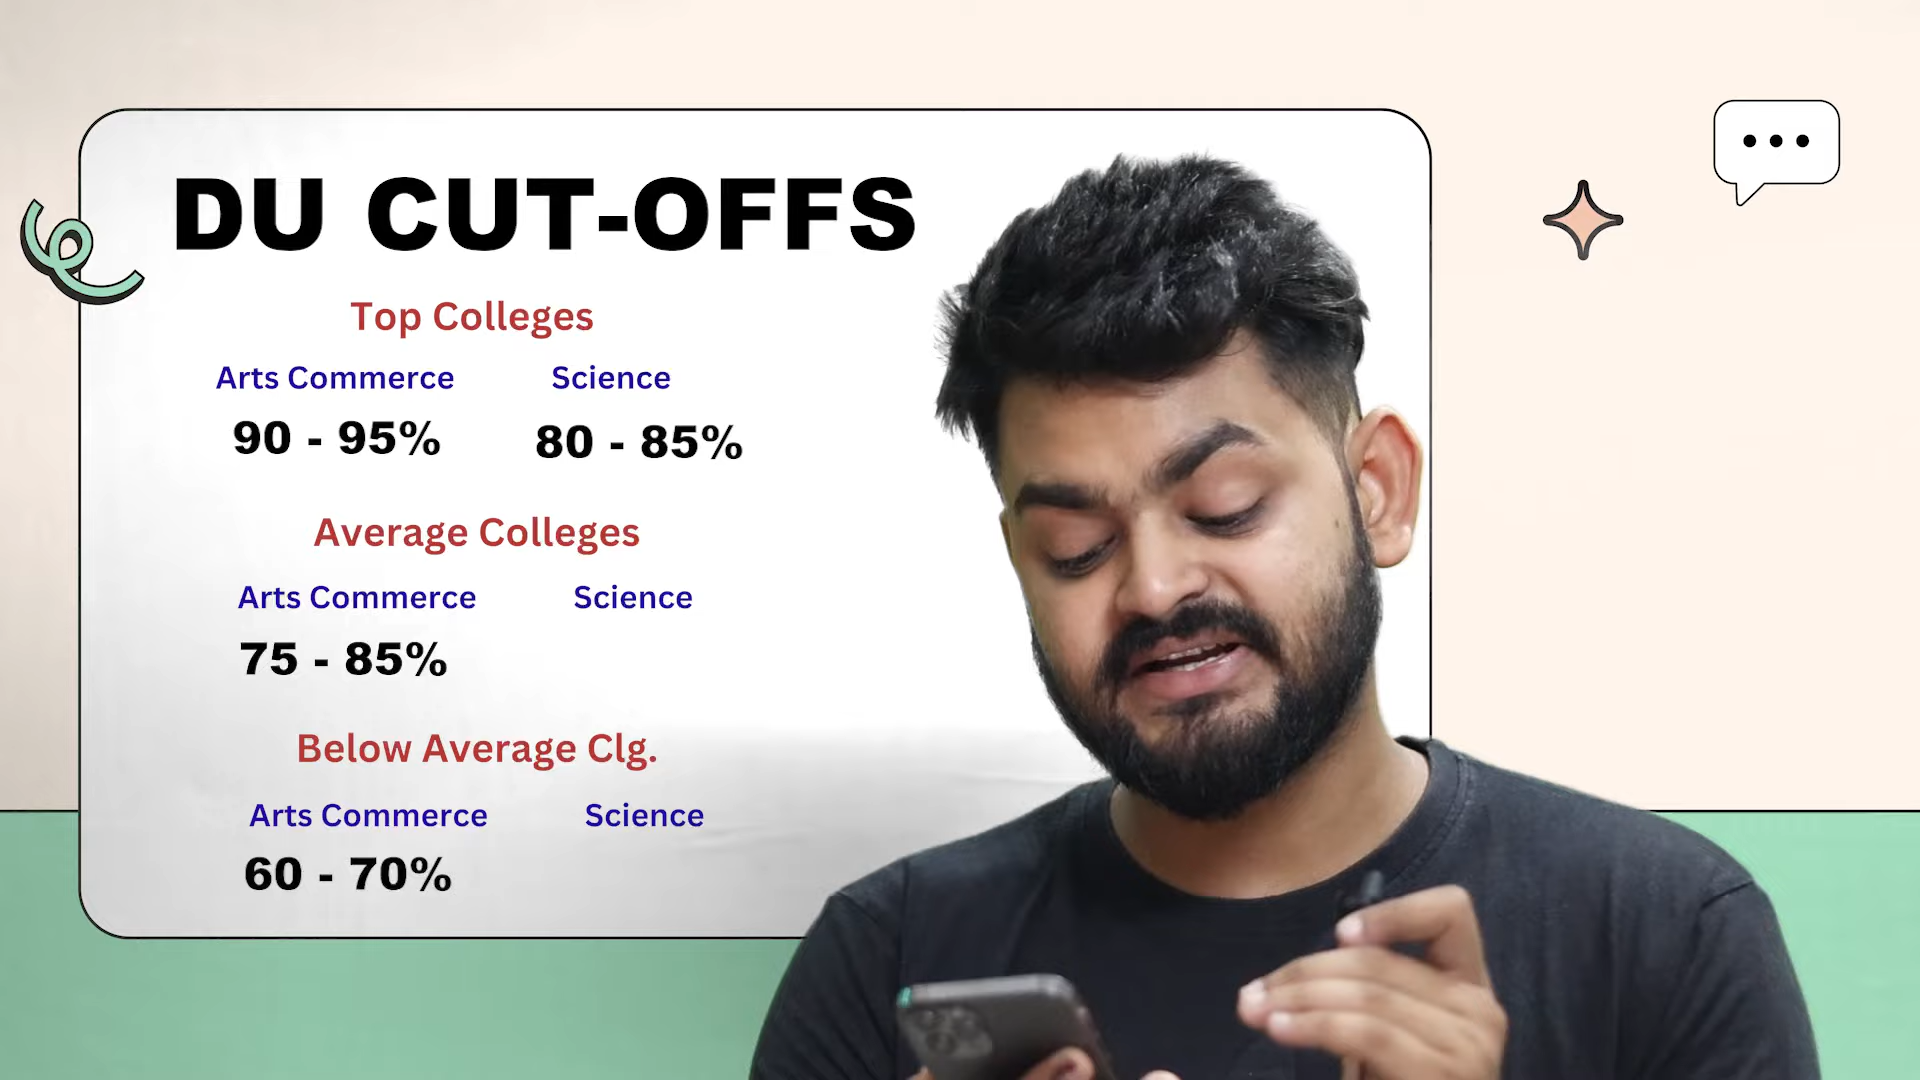 DU CUT-OFFS
Top Colleges
Arts Commerce Science
90 - 95% 80 - 85%
Average Colleges
Arts Commerce Science
75 - 85%
Below Average Clg.
Arts Commerce Science
60 - 70%